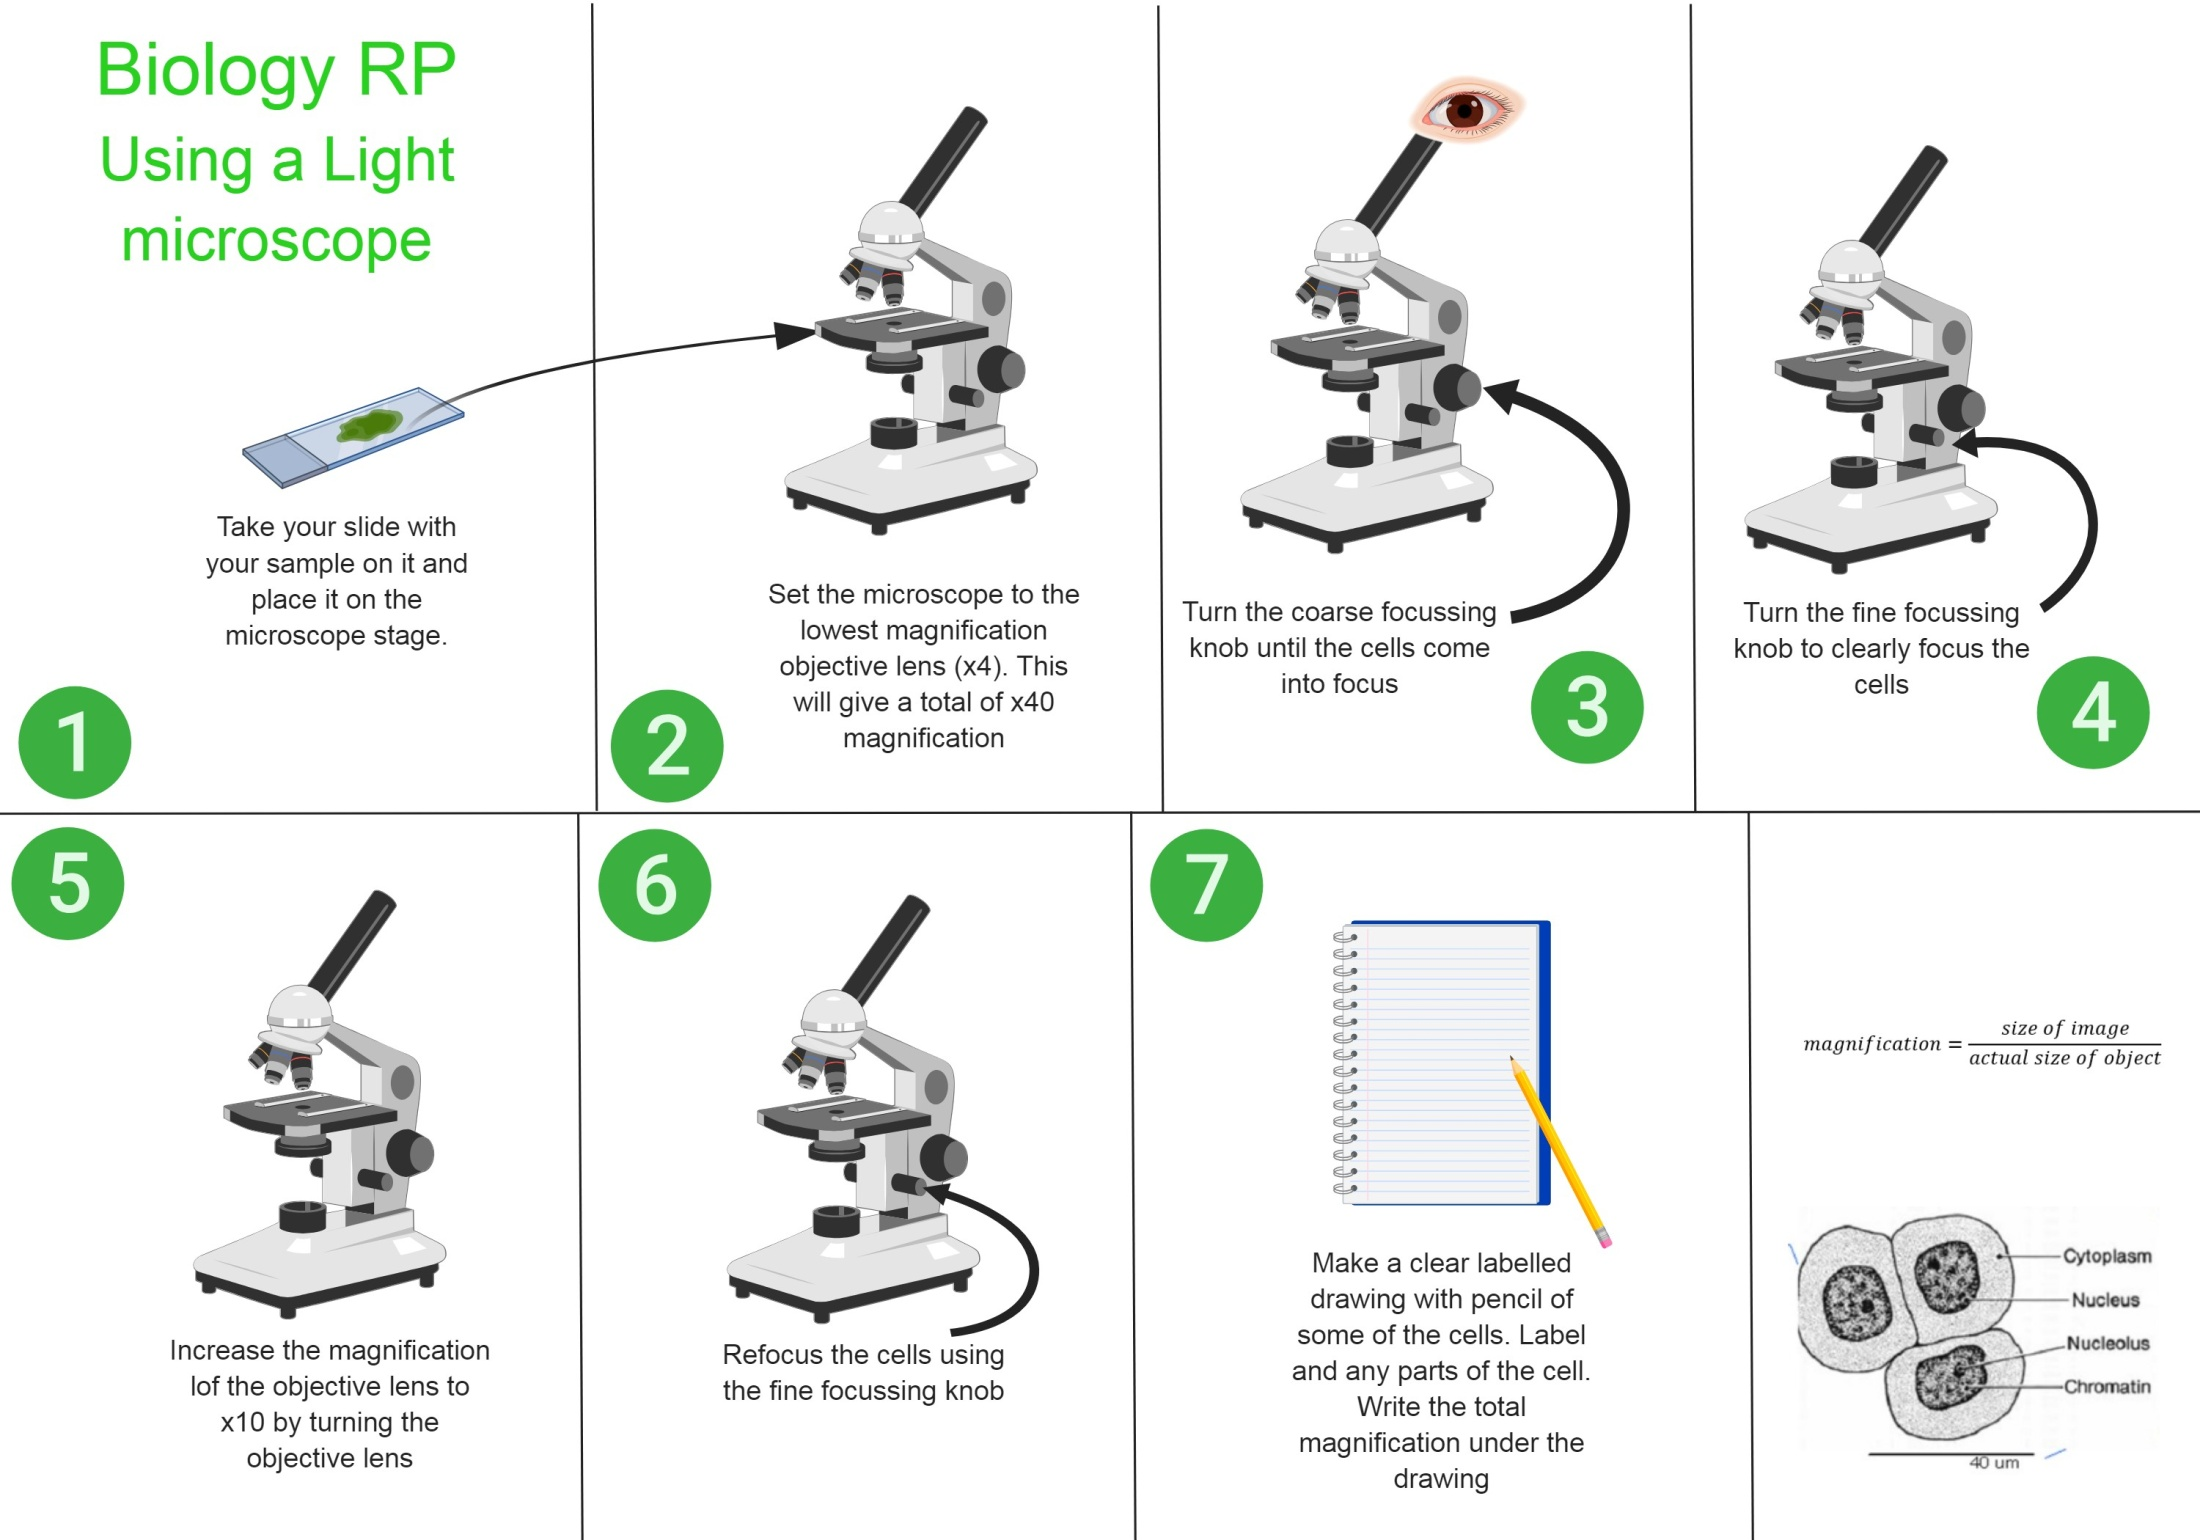 Biology RP
Using a Light
microscope
Take your slide with
your sample on it and
place it on the
microscope stage.
1
Set the microscope to the
lowest magnification
objective lens (x4). This
will give a total of x40
magnification
2
Turn the coarse focussing
knob until the cells come
into focus
3
Turn the fine focussing
knob to clearly focus the
cells
4
5
Increase the magnification
lof the objective lens to
x10 by turning the
objective lens
6
Refocus the cells using
the fine focussing knob
7
Make a clear labelled
drawing with pencil of
some of the cells. Label
and any parts of the cell.
Write the total
magnification under the
drawing
magnification = size of image / actual size of object
Cytoplasm
Nucleus
Nucleolus
Chromatin
40 um